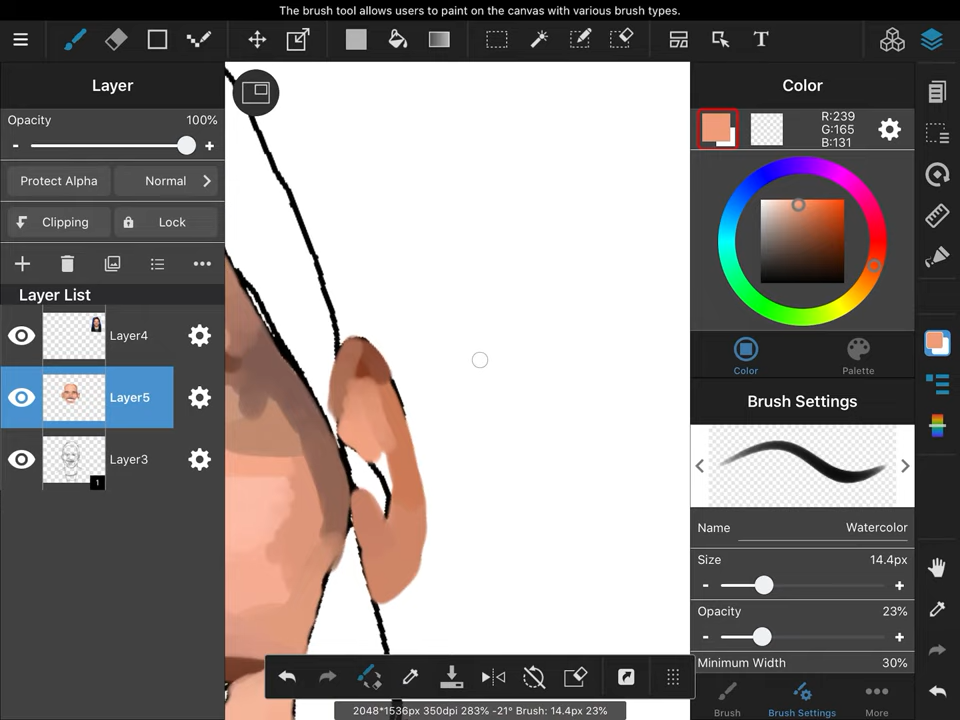 The brush tool allows users to paint on the canvas with various brush types.
T
Layer
Opacity 100%
- +
Protect Alpha Normal
Clipping Lock
Layer List
Layer4
Layer5
Layer3
1
Color
R:239
G:165
B:131
Color Palette
Brush Settings
Name Watercolor
Size 14.4px
- +
Opacity 23%
- +
Minimum Width 30%
Brush Brush Settings More
2048*1536px 350dpi 283% -21° Brush: 14.4px 23%